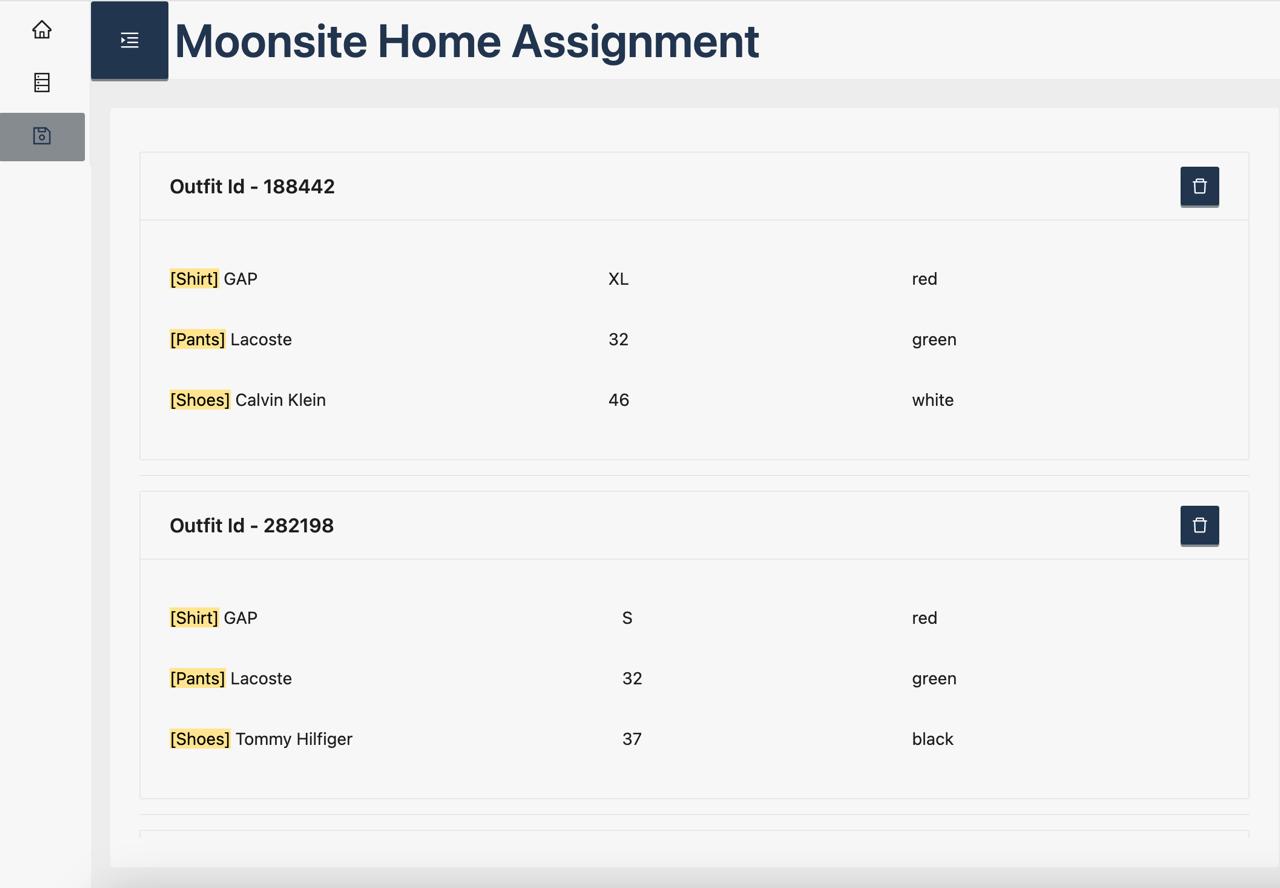 Moonsite Home Assignment
Outfit Id - 188442
[Shirt] GAP XL red
[Pants] Lacoste 32 green
[Shoes] Calvin Klein 46 white
Outfit Id - 282198
[Shirt] GAP S red
[Pants] Lacoste 32 green
[Shoes] Tommy Hilfiger 37 black